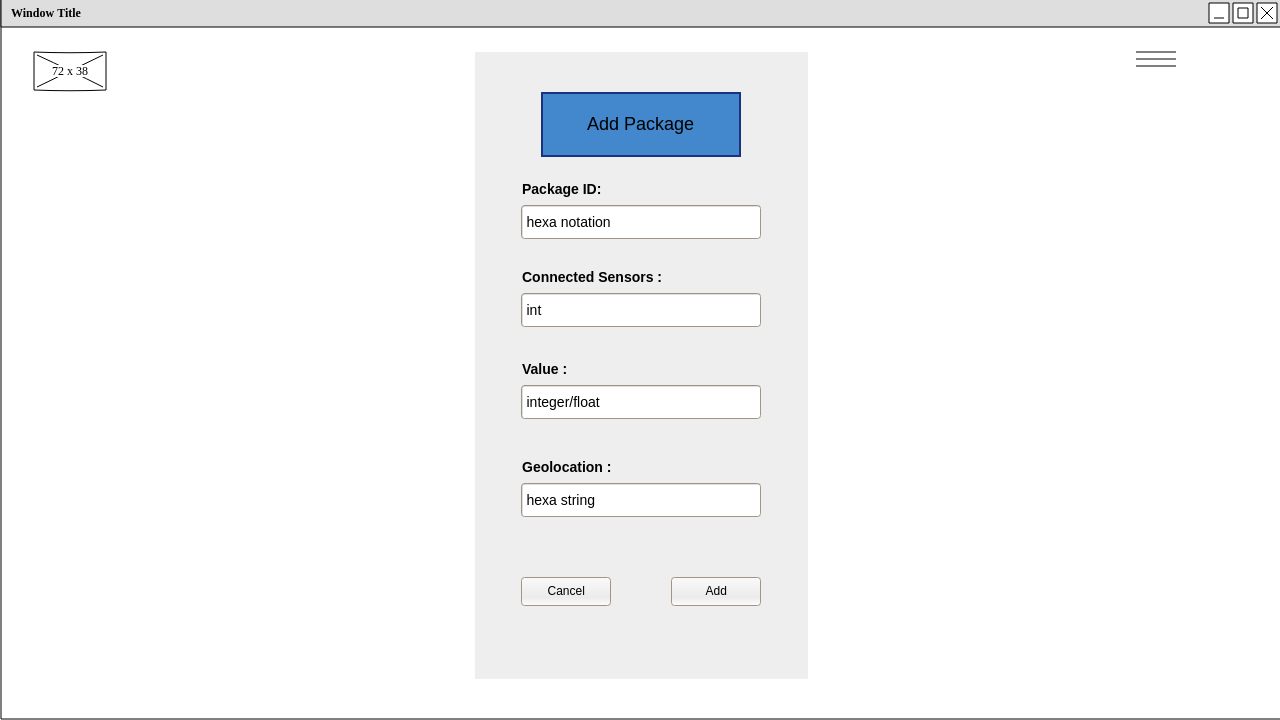 Window Title
72 x 38
Add Package
Package ID:
hexa notation
Connected Sensors :
int
Value :
integer/float
Geolocation :
hexa string
Cancel
Add